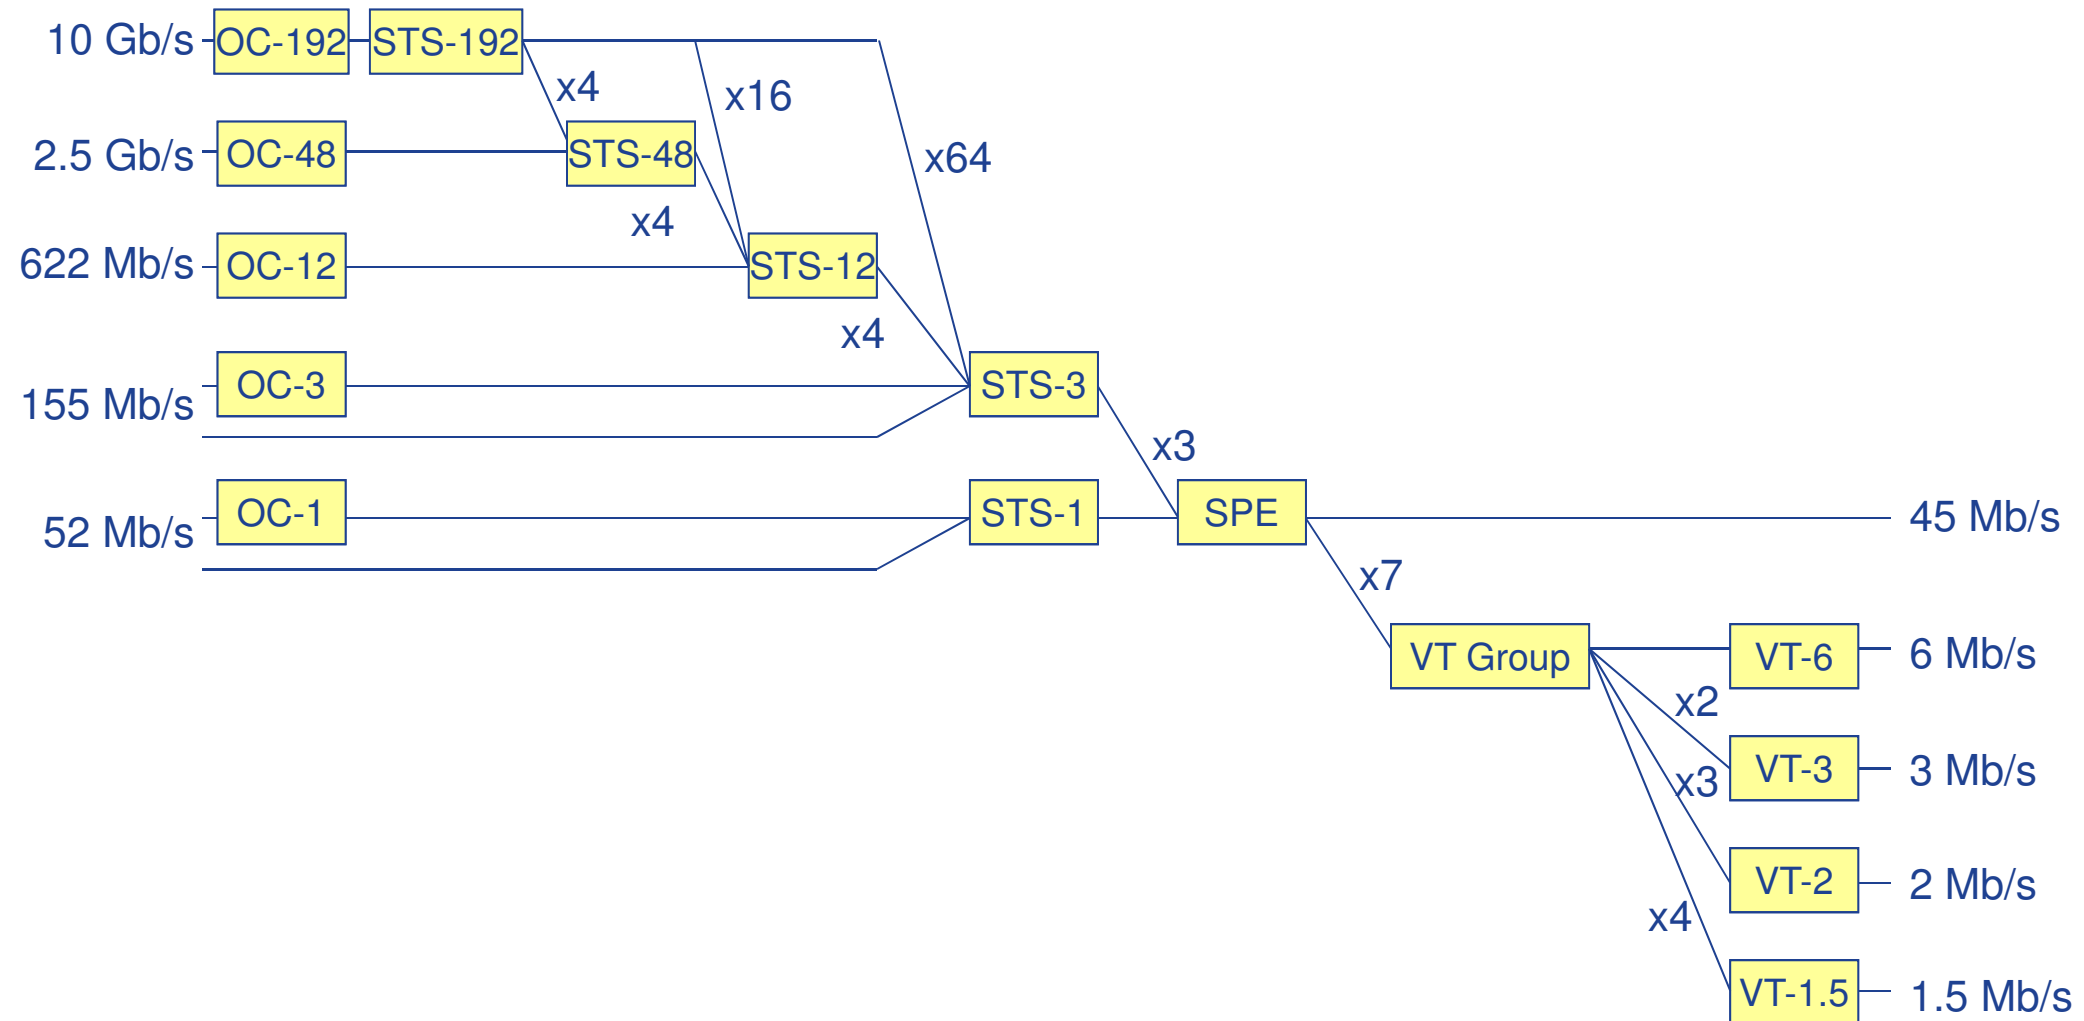 10 Gb/s OC-192 STS-192
x4 x16
2.5 Gb/s OC-48 STS-48 x64
x4
622 Mb/s OC-12 STS-12
x4
155 Mb/s OC-3 STS-3
x3
52 Mb/s OC-1 STS-1 SPE 45 Mb/s
x7
VT Group VT-6 6 Mb/s
x2
VT-3 3 Mb/s
x3
VT-2 2 Mb/s
x4
VT-1.5 1.5 Mb/s